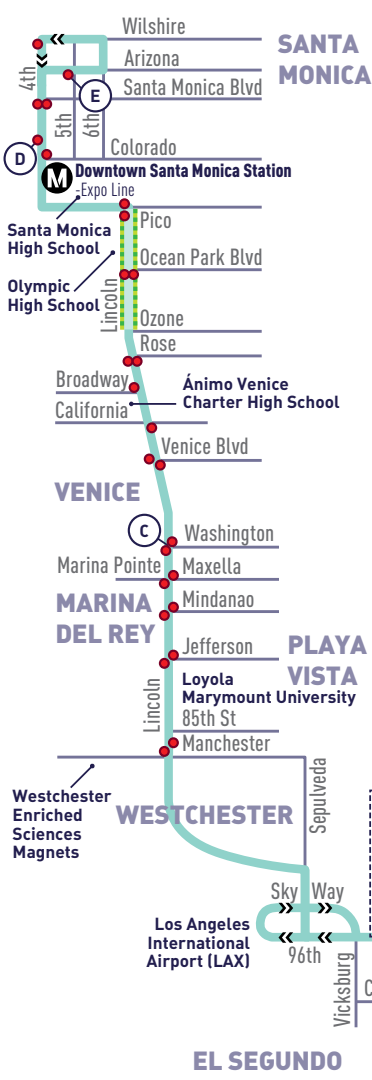 Wilshire
SANTA
MONICA
4th
Arizona
E
Santa Monica Blvd
5th
6th
Colorado
D
M
Downtown Santa Monica Station
-Expo Line
Santa Monica
High School
Pico
Ocean Park Blvd
Olympic
High School
Lincoln
Ozone
Rose
Broadway
Ánimo Venice
Charter High School
California
Venice Blvd
VENICE
C
Washington
Marina Pointe
Maxella
MARINA
DEL REY
Mindanao
Jefferson
PLAYA
VISTA
Loyola
Marymount University
Lincoln
85th St
Manchester
Westchester
Enriched
Sciences
Magnets
WESTCHESTER
Sepulveda
Sky Way
Los Angeles
International
Airport (LAX)
96th
Vicksburg
C
EL SEGUNDO